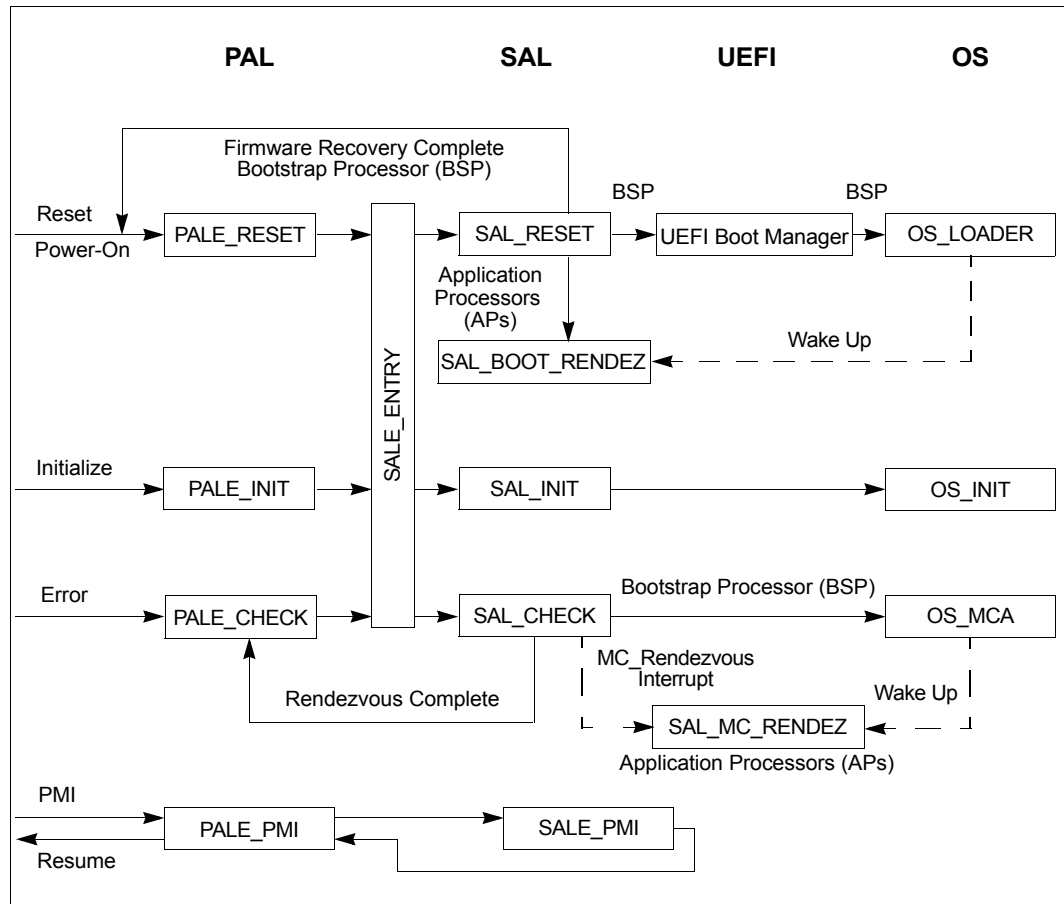 PAL
SAL
UEFI
OS
Firmware Recovery Complete
Bootstrap Processor (BSP)
BSP
BSP
Reset
Power-On
PALE_RESET
SALE_ENTRY
SAL_RESET
UEFI Boot Manager
OS_LOADER
Application
Processors
(APs)
Wake Up
SAL_BOOT_RENDEZ
Initialize
PALE_INIT
SAL_INIT
OS_INIT
Error
Bootstrap Processor (BSP)
PALE_CHECK
SAL_CHECK
OS_MCA
MC_Rendezvous
Interrupt
Rendezvous Complete
Wake Up
SAL_MC_RENDEZ
Application Processors (APs)
PMI
PALE_PMI
SALE_PMI
Resume